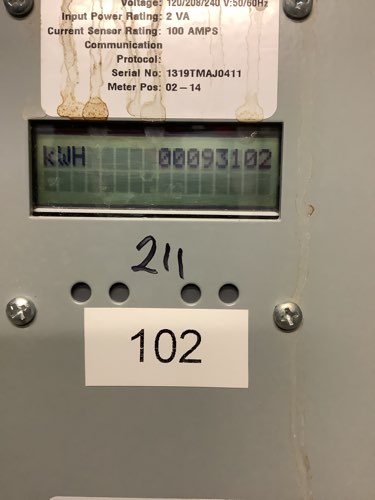 Voltage: 120/208/240 V:50/60Hz
Input Power Rating: 2 VA
Current Sensor Rating: 100 AMPS
Communication
Protocol:
Serial No: 1319TMAJ0411
Meter Pos: 02-14
kWH 00093102
211
102